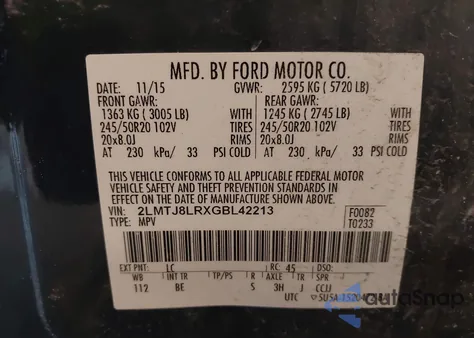 MFD. BY FORD MOTOR CO.
DATE: 11/15 GVWR: 2595 KG ( 5720 LB)
FRONT GAWR: REAR GAWR:
1363 KG ( 3005 LB) WITH 1245 KG ( 2745 LB) WITH
245/50R20 102V TIRES 245/50R20 102V TIRES
20x8.0J RIMS 20x8.0J RIMS
AT 230 kPa/ 33 PSI COLD AT 230 kPa/ 33 PSI COLD
THIS VEHICLE CONFORMS TO ALL APPLICABLE FEDERAL MOTOR
VEHICLE SAFETY AND THEFT PREVENTION STANDARDS IN
EFFECT ON THE DATE OF MANUFACTURE SHOWN ABOVE.
VIN: 2LMTJ8LRXGBL42213 F0082
TYPE: MPV T0233
EXT PNT: LC RC: 45 DSO:
WB INT TR TP/PS R AXLE TR SPR
112 BE S 3H J CCJJ
UTC
autoSnap